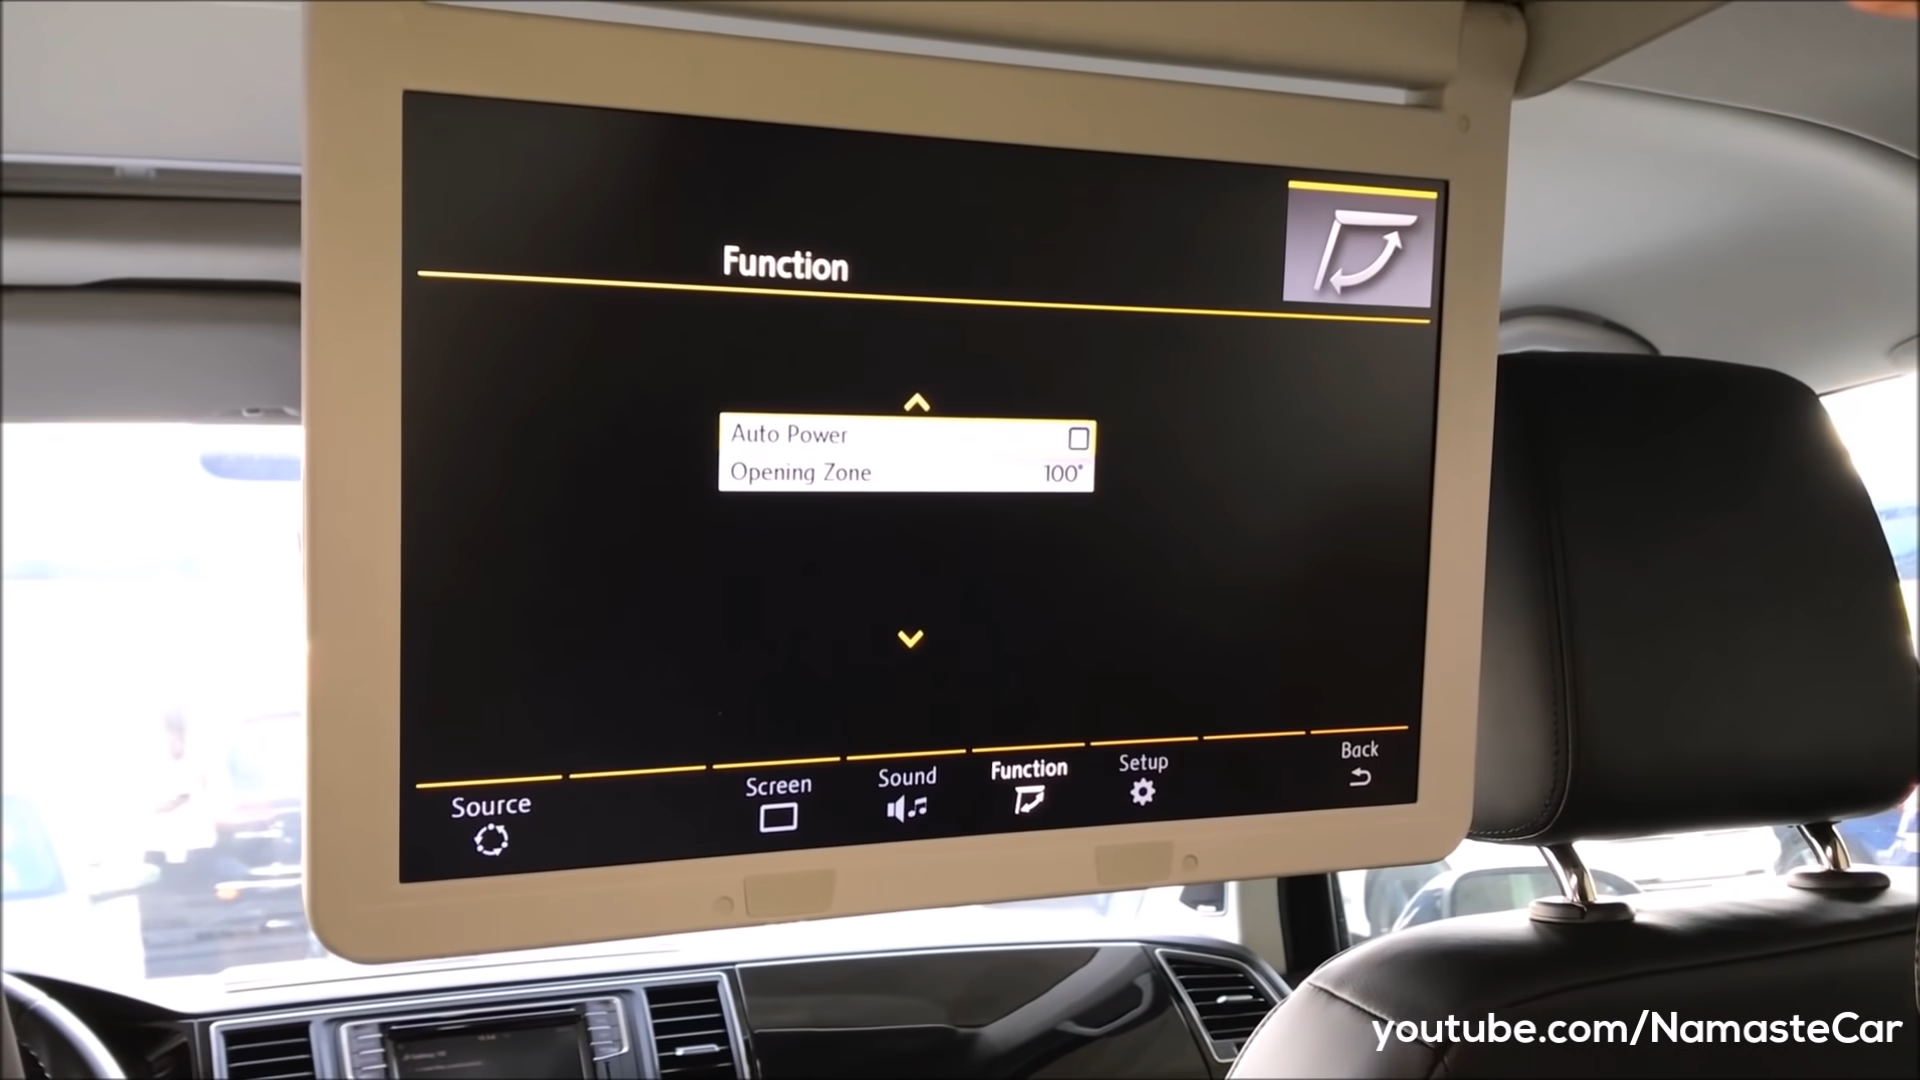 Function
Auto Power
Opening Zone 100°
Source
Screen
Sound
Function
Setup
Back
youtube.com/NamasteCar